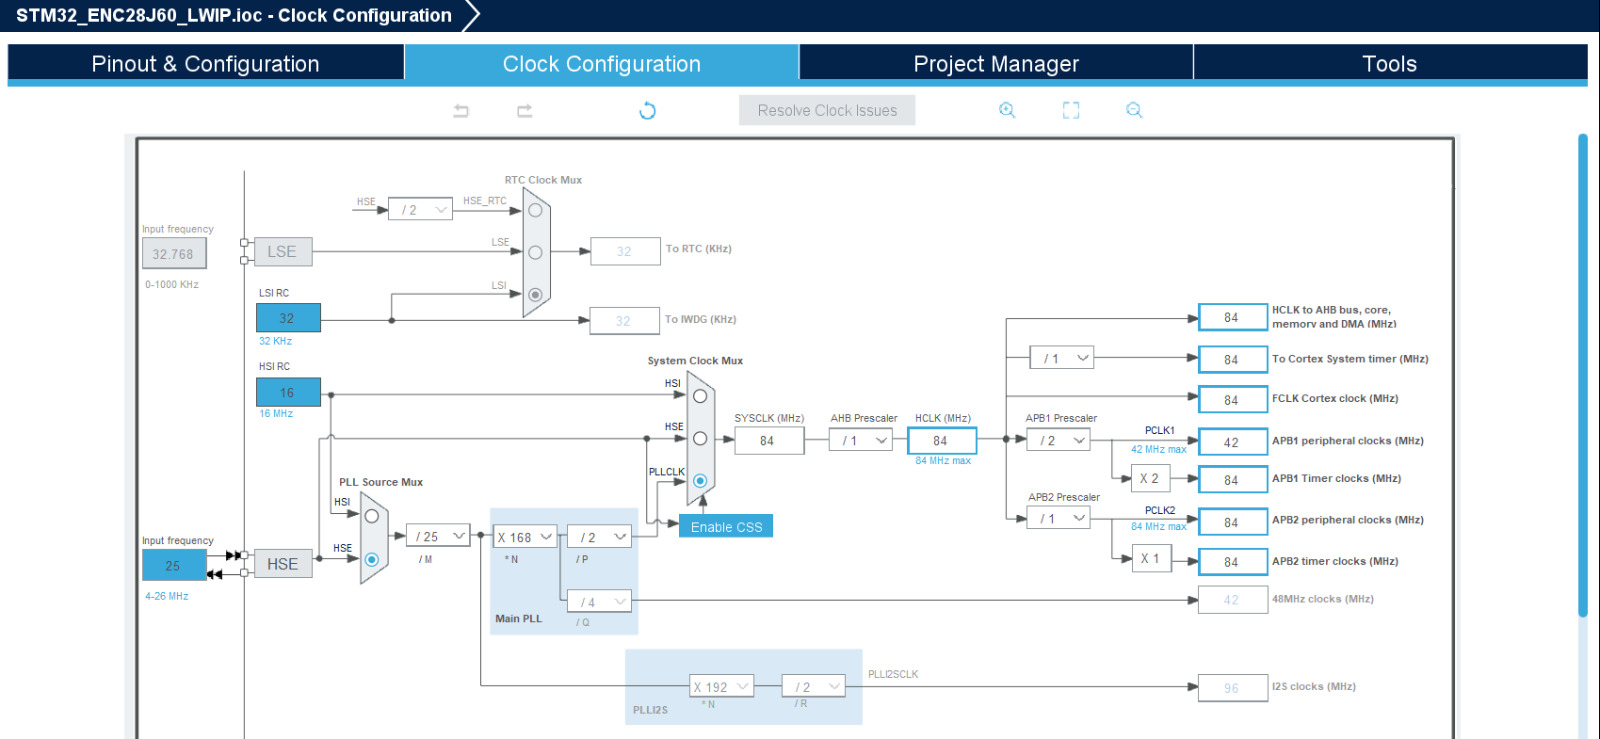 STM32_ENC28J60_LWIP.ioc - Clock Configuration
Pinout & Configuration
Clock Configuration
Project Manager
Tools
Resolve Clock Issues
RTC Clock Mux
HSE
/ 2
HSE_RTC
Input frequency
32.768
0-1000 KHz
LSE
LSE
32
To RTC (KHz)
LSI RC
32
32 KHz
LSI
32
To IWDG (KHz)
HSI RC
16
16 MHz
System Clock Mux
HSI
HSE
PLLCLK
Enable CSS
SYSCLK (MHz)
84
AHB Prescaler
/ 1
HCLK (MHz)
84
84 MHz max
84
HCLK to AHB bus, core,
memory and DMA (MHz)
/ 1
84
To Cortex System timer (MHz)
84
FCLK Cortex clock (MHz)
APB1 Prescaler
/ 2
PCLK1
42 MHz max
42
APB1 peripheral clocks (MHz)
X 2
84
APB1 Timer clocks (MHz)
APB2 Prescaler
/ 1
PCLK2
84 MHz max
84
APB2 peripheral clocks (MHz)
X 1
84
APB2 timer clocks (MHz)
PLL Source Mux
HSI
HSE
Input frequency
25
4-26 MHz
HSE
/ 25
/ M
X 168
* N
/ 2
/ P
/ 4
/ Q
Main PLL
42
48MHz clocks (MHz)
X 192
* N
/ 2
/ R
PLLI2S
PLLI2SCLK
96
I2S clocks (MHz)